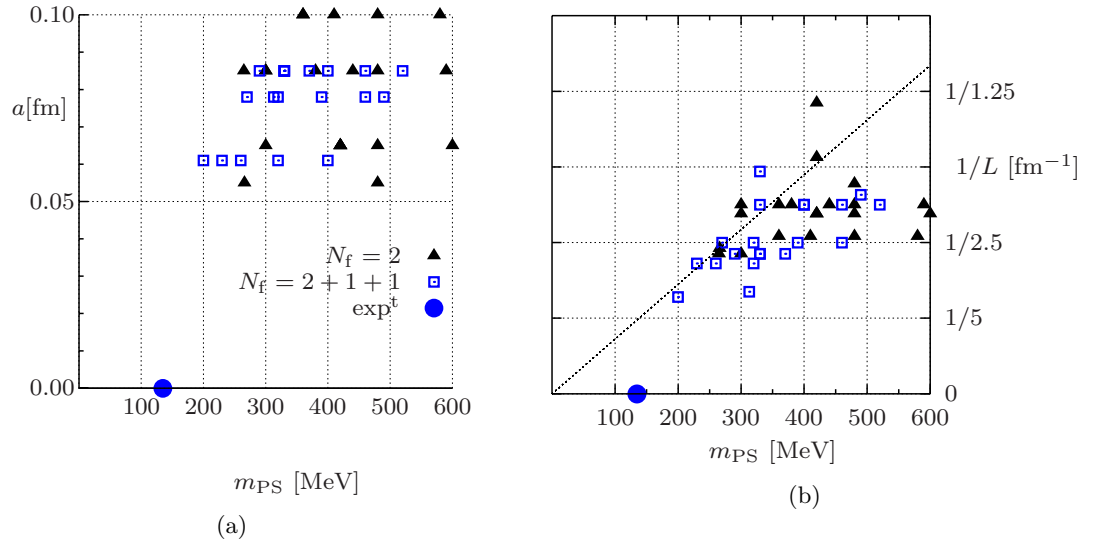 0.10
a[fm]
0.05
N_f = 2
N_f = 2 + 1 + 1
exp^t
0.00
100 200 300 400 500 600
m_PS [MeV]
(a)
1/1.25
1/L [fm^−1]
1/2.5
1/5
0
100 200 300 400 500 600
m_PS [MeV]
(b)